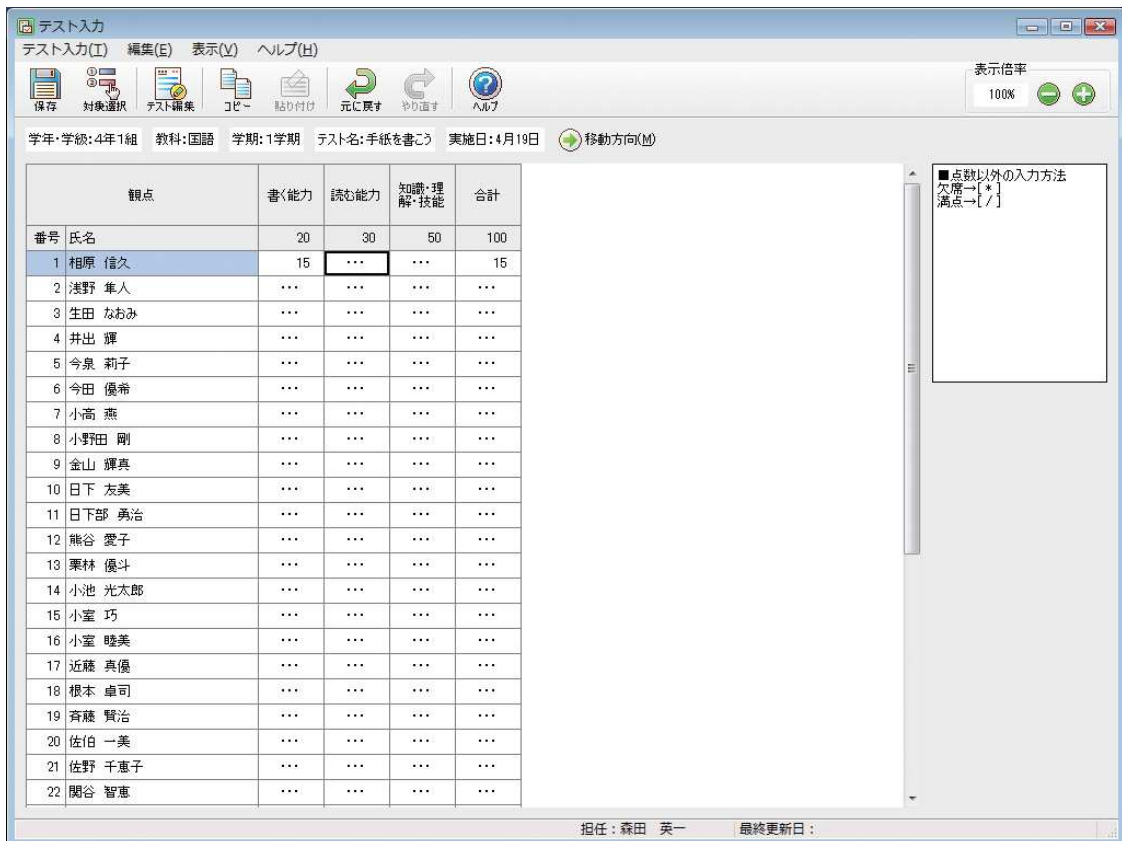 テスト入力
テスト入力(T) 編集(E) 表示(V) ヘルプ(H)
保存 対象選択 テスト編集 コピー 貼り付け 元に戻す やり直す ヘルプ
表示倍率
100%
学年・学級:4年1組 教科:国語 学期:1学期 テスト名:手紙を書こう 実施日:4月19日 移動方向(M)
観点 書く能力 読む能力 知識・理解・技能 合計
番号 氏名 20 30 50 100
1 相原 信久 15 ... ... 15
2 浅野 隼人 ... ... ... ...
3 生田 なおみ ... ... ... ...
4 井出 輝 ... ... ... ...
5 今泉 莉子 ... ... ... ...
6 今田 優希 ... ... ... ...
7 小高 燕 ... ... ... ...
8 小野田 剛 ... ... ... ...
9 金山 輝真 ... ... ... ...
10 日下 友美 ... ... ... ...
11 日下部 勇治 ... ... ... ...
12 熊谷 愛子 ... ... ... ...
13 栗林 優斗 ... ... ... ...
14 小池 光太郎 ... ... ... ...
15 小室 巧 ... ... ... ...
16 小室 睦美 ... ... ... ...
17 近藤 真優 ... ... ... ...
18 根本 卓司 ... ... ... ...
19 斉藤 賢治 ... ... ... ...
20 佐伯 一美 ... ... ... ...
21 佐野 千恵子 ... ... ... ...
22 関谷 智恵 ... ... ... ...
■点数以外の入力方法
欠席→[*]
満点→[/]
担任:森田 英一 最終更新日: